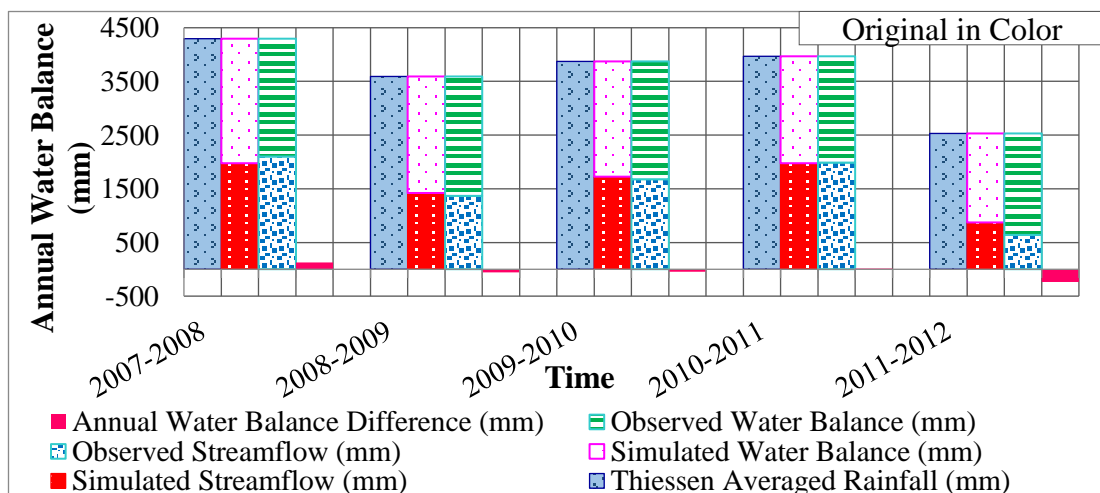 Original in Color
Annual Water Balance
(mm)
4500
3500
2500
1500
500
-500
2007-2008
2008-2009
2009-2010
2010-2011
2011-2012
Time
Annual Water Balance Difference (mm)
Observed Water Balance (mm)
Observed Streamflow (mm)
Simulated Water Balance (mm)
Simulated Streamflow (mm)
Thiessen Averaged Rainfall (mm)